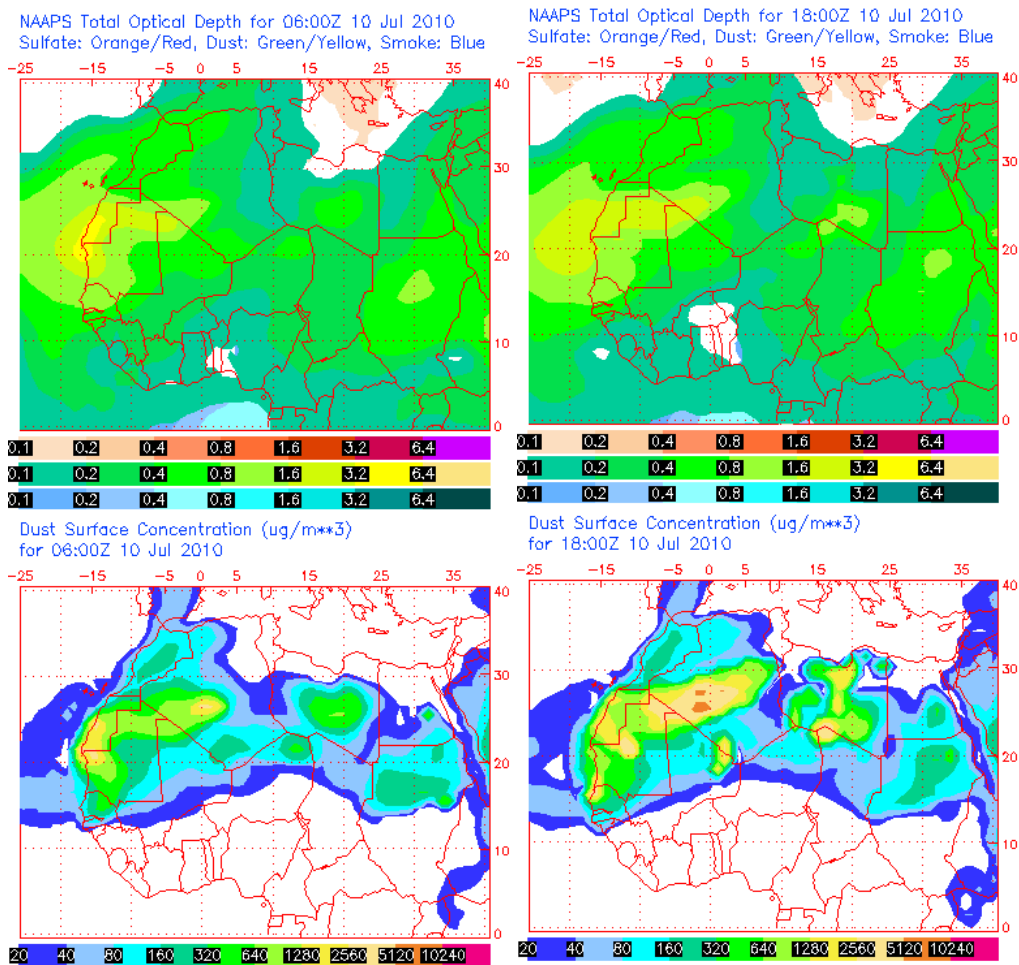 NAAPS Total Optical Depth for 06:00Z 10 Jul 2010
Sulfate: Orange/Red, Dust: Green/Yellow, Smoke: Blue
-25 -15 -5 0 5 15 25 35
40
30
20
10
0
0.1 0.2 0.4 0.8 1.6 3.2 6.4
0.1 0.2 0.4 0.8 1.6 3.2 6.4
0.1 0.2 0.4 0.8 1.6 3.2 6.4
NAAPS Total Optical Depth for 18:00Z 10 Jul 2010
Sulfate: Orange/Red, Dust: Green/Yellow, Smoke: Blue
-25 -15 -5 0 5 15 25 35
40
30
20
10
0
0.1 0.2 0.4 0.8 1.6 3.2 6.4
0.1 0.2 0.4 0.8 1.6 3.2 6.4
0.1 0.2 0.4 0.8 1.6 3.2 6.4
Dust Surface Concentration (ug/m**3)
for 06:00Z 10 Jul 2010
-25 -15 -5 0 5 15 25 35
40
30
20
10
0
20 40 80 160 320 640 1280 2560 5120 10240
Dust Surface Concentration (ug/m**3)
for 18:00Z 10 Jul 2010
-25 -15 -5 0 5 15 25 35
40
30
20
10
0
20 40 80 160 320 640 1280 2560 5120 10240